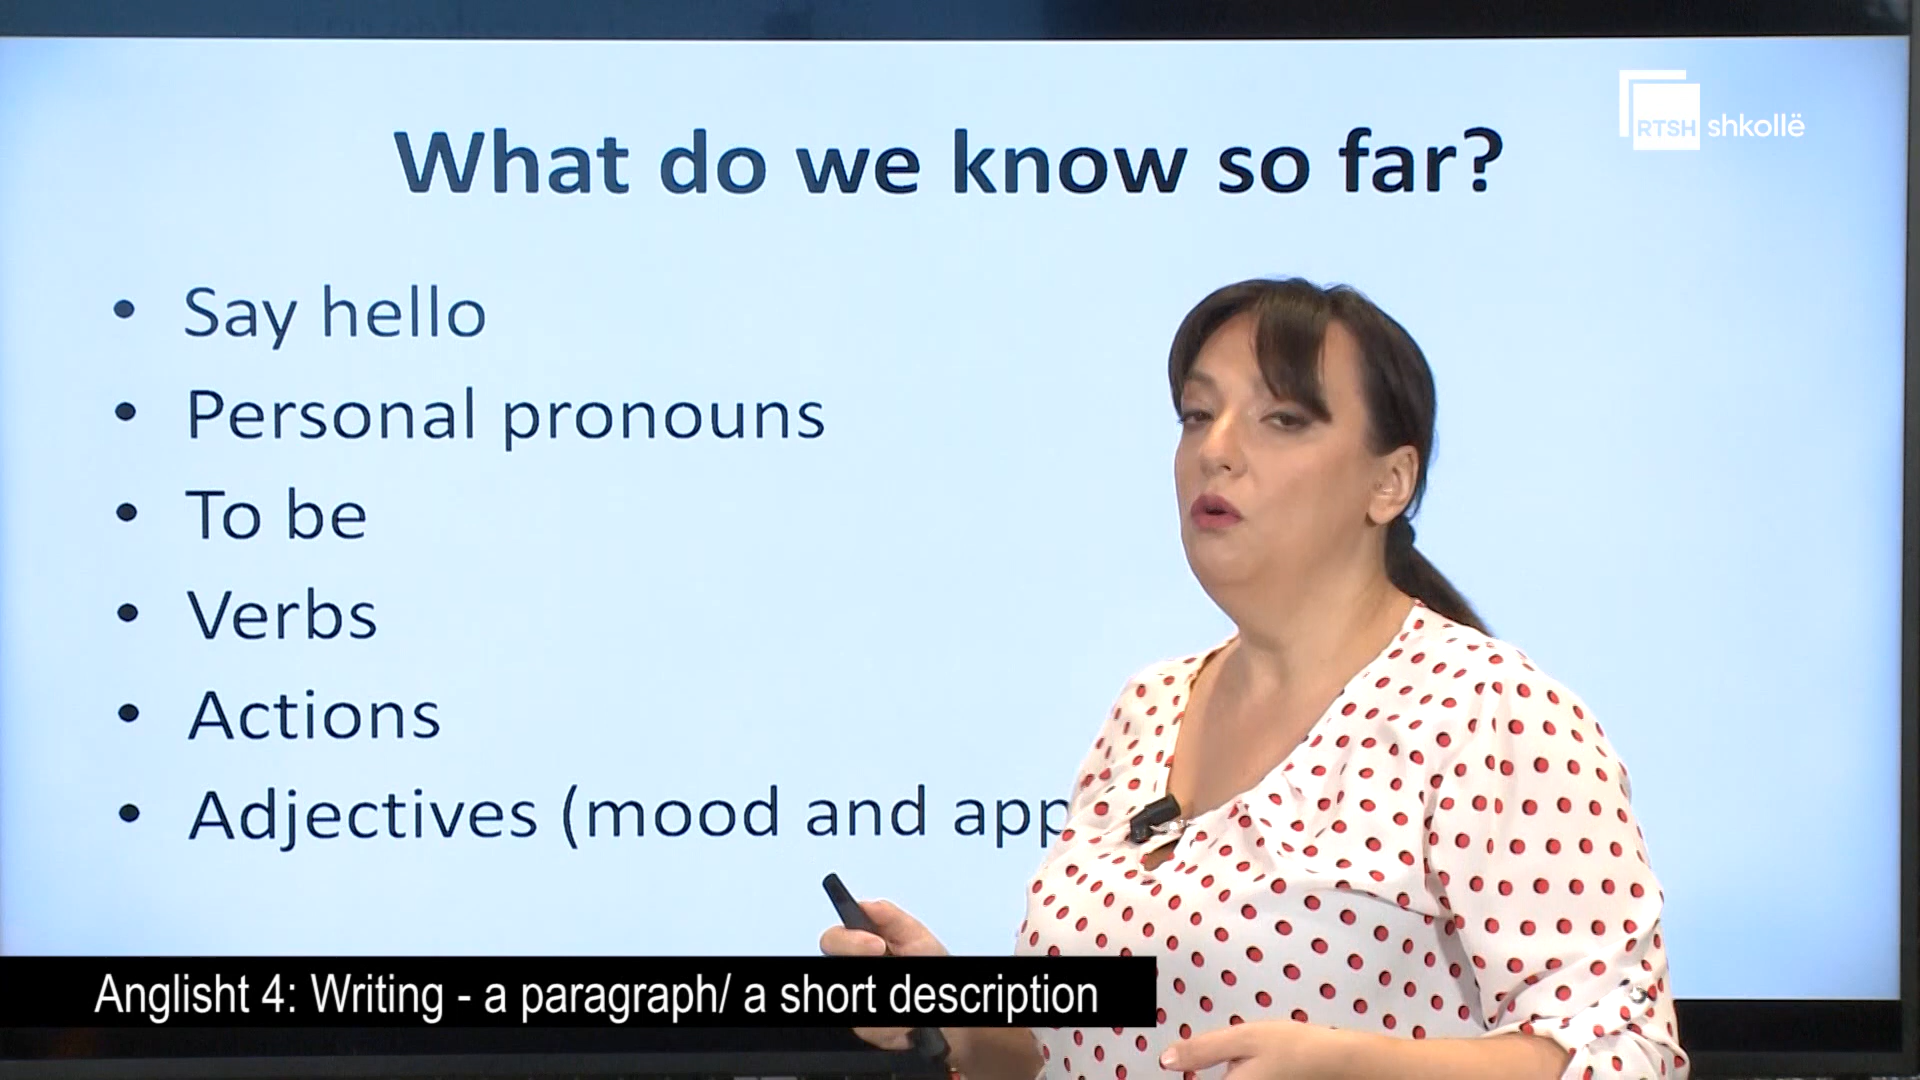 RTSH shkollë
What do we know so far?
• Say hello
• Personal pronouns
• To be
• Verbs
• Actions
• Adjectives (mood and
Anglisht 4: Writing - a paragraph/ a short description